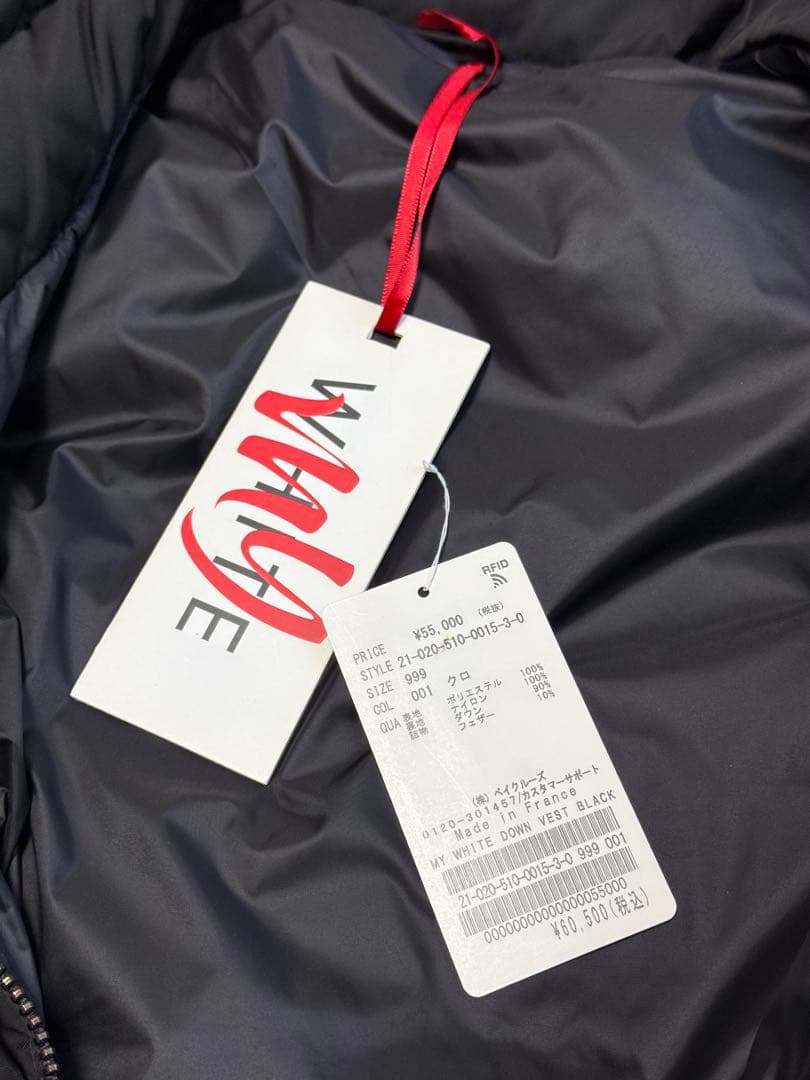 WHITE
My
RFID
PRICE ¥55,000 (税抜)
STYLE 21-020-510-0015-3-0
SIZE 999
COL 001 クロ
QUA 表地 ポリエステル 100%
裏地 ナイロン 100%
詰物 ダウン 90%
フェザー 10%
(株)ベイクルーズ
0120-301457/カスタマーサポート
Made in France
MY WHITE DOWN VEST BLACK
21-020-510-0015-3-0 999 001
00000000000000055000
¥60,500(税込)